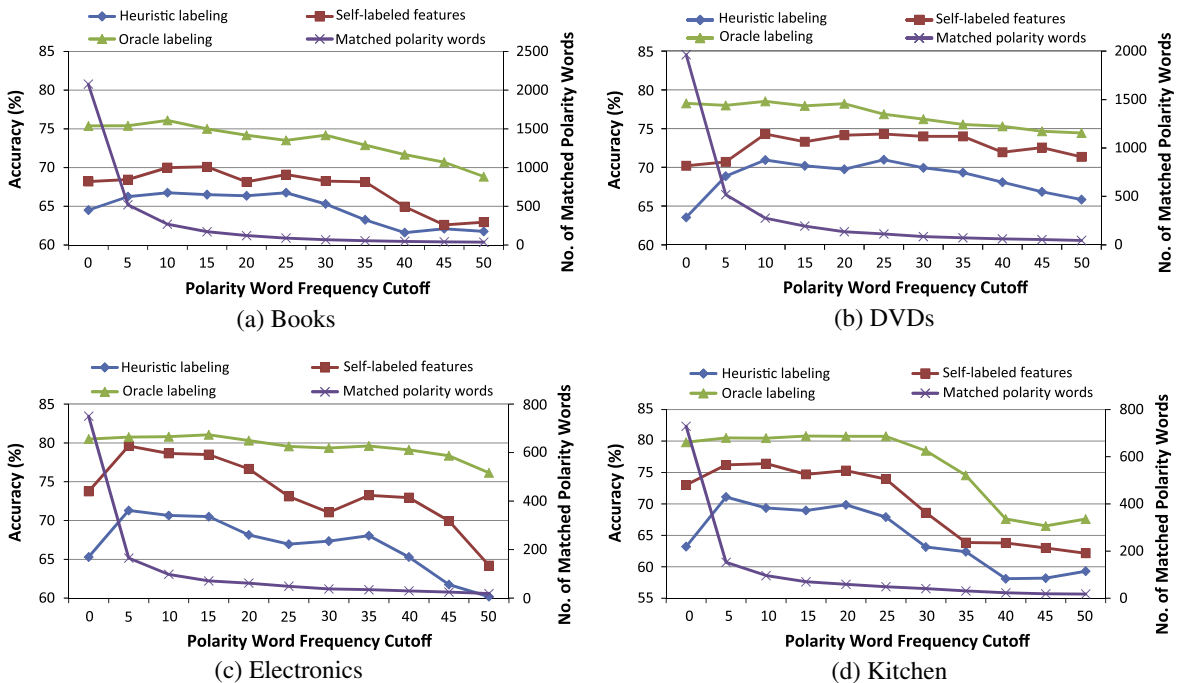 Heuristic labeling Self-labeled features
Oracle labeling Matched polarity words
85 2500
80 2000
75 1500
70 1000
65 500
60 0
Accuracy (%)
No. of Matched Polarity Words
0 5 10 15 20 25 30 35 40 45 50
Polarity Word Frequency Cutoff
(a) Books
Heuristic labeling Self-labeled features
Oracle labeling Matched polarity words
85 2000
80 1500
75 1000
70 500
65 0
60
Accuracy (%)
No. of Matched Polarity Words
0 5 10 15 20 25 30 35 40 45 50
Polarity Word Frequency Cutoff
(b) DVDs
Heuristic labeling Self-labeled features
Oracle labeling Matched polarity words
85 800
80 600
75 400
70 200
65 0
60
Accuracy (%)
No. of Matched Polarity Words
0 5 10 15 20 25 30 35 40 45 50
Polarity Word Frequency Cutoff
(c) Electronics
Heuristic labeling Self-labeled features
Oracle labeling Matched polarity words
85 800
80 600
75 400
70 200
65 0
60
55
Accuracy (%)
No. of Matched Polarity Words
0 5 10 15 20 25 30 35 40 45 50
Polarity Word Frequency Cutoff
(d) Kitchen